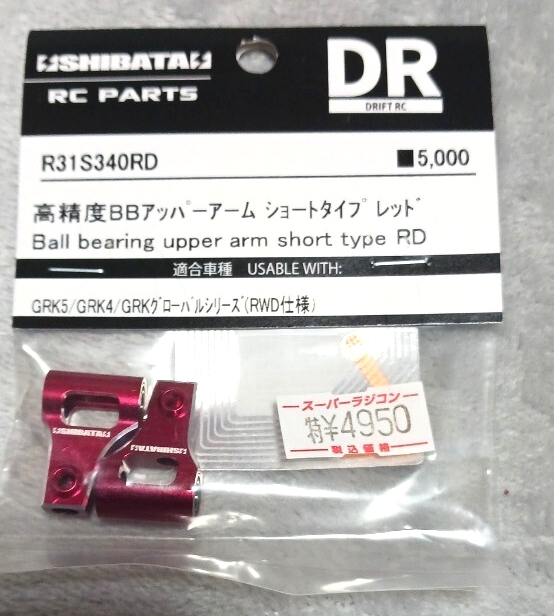 SHIBATA
RC PARTS
DR
DRIFT RC
R31S340RD
■5,000
高精度BBアッパーアーム ショートタイプ レッド
Ball bearing upper arm short type RD
適合車種 USABLE WITH:
GRK5/GRK4/GRKグローバルシリーズ(RWD仕様)
スーパーラジコン
特¥4950
税込価格
SHIBATA
SHIBATA